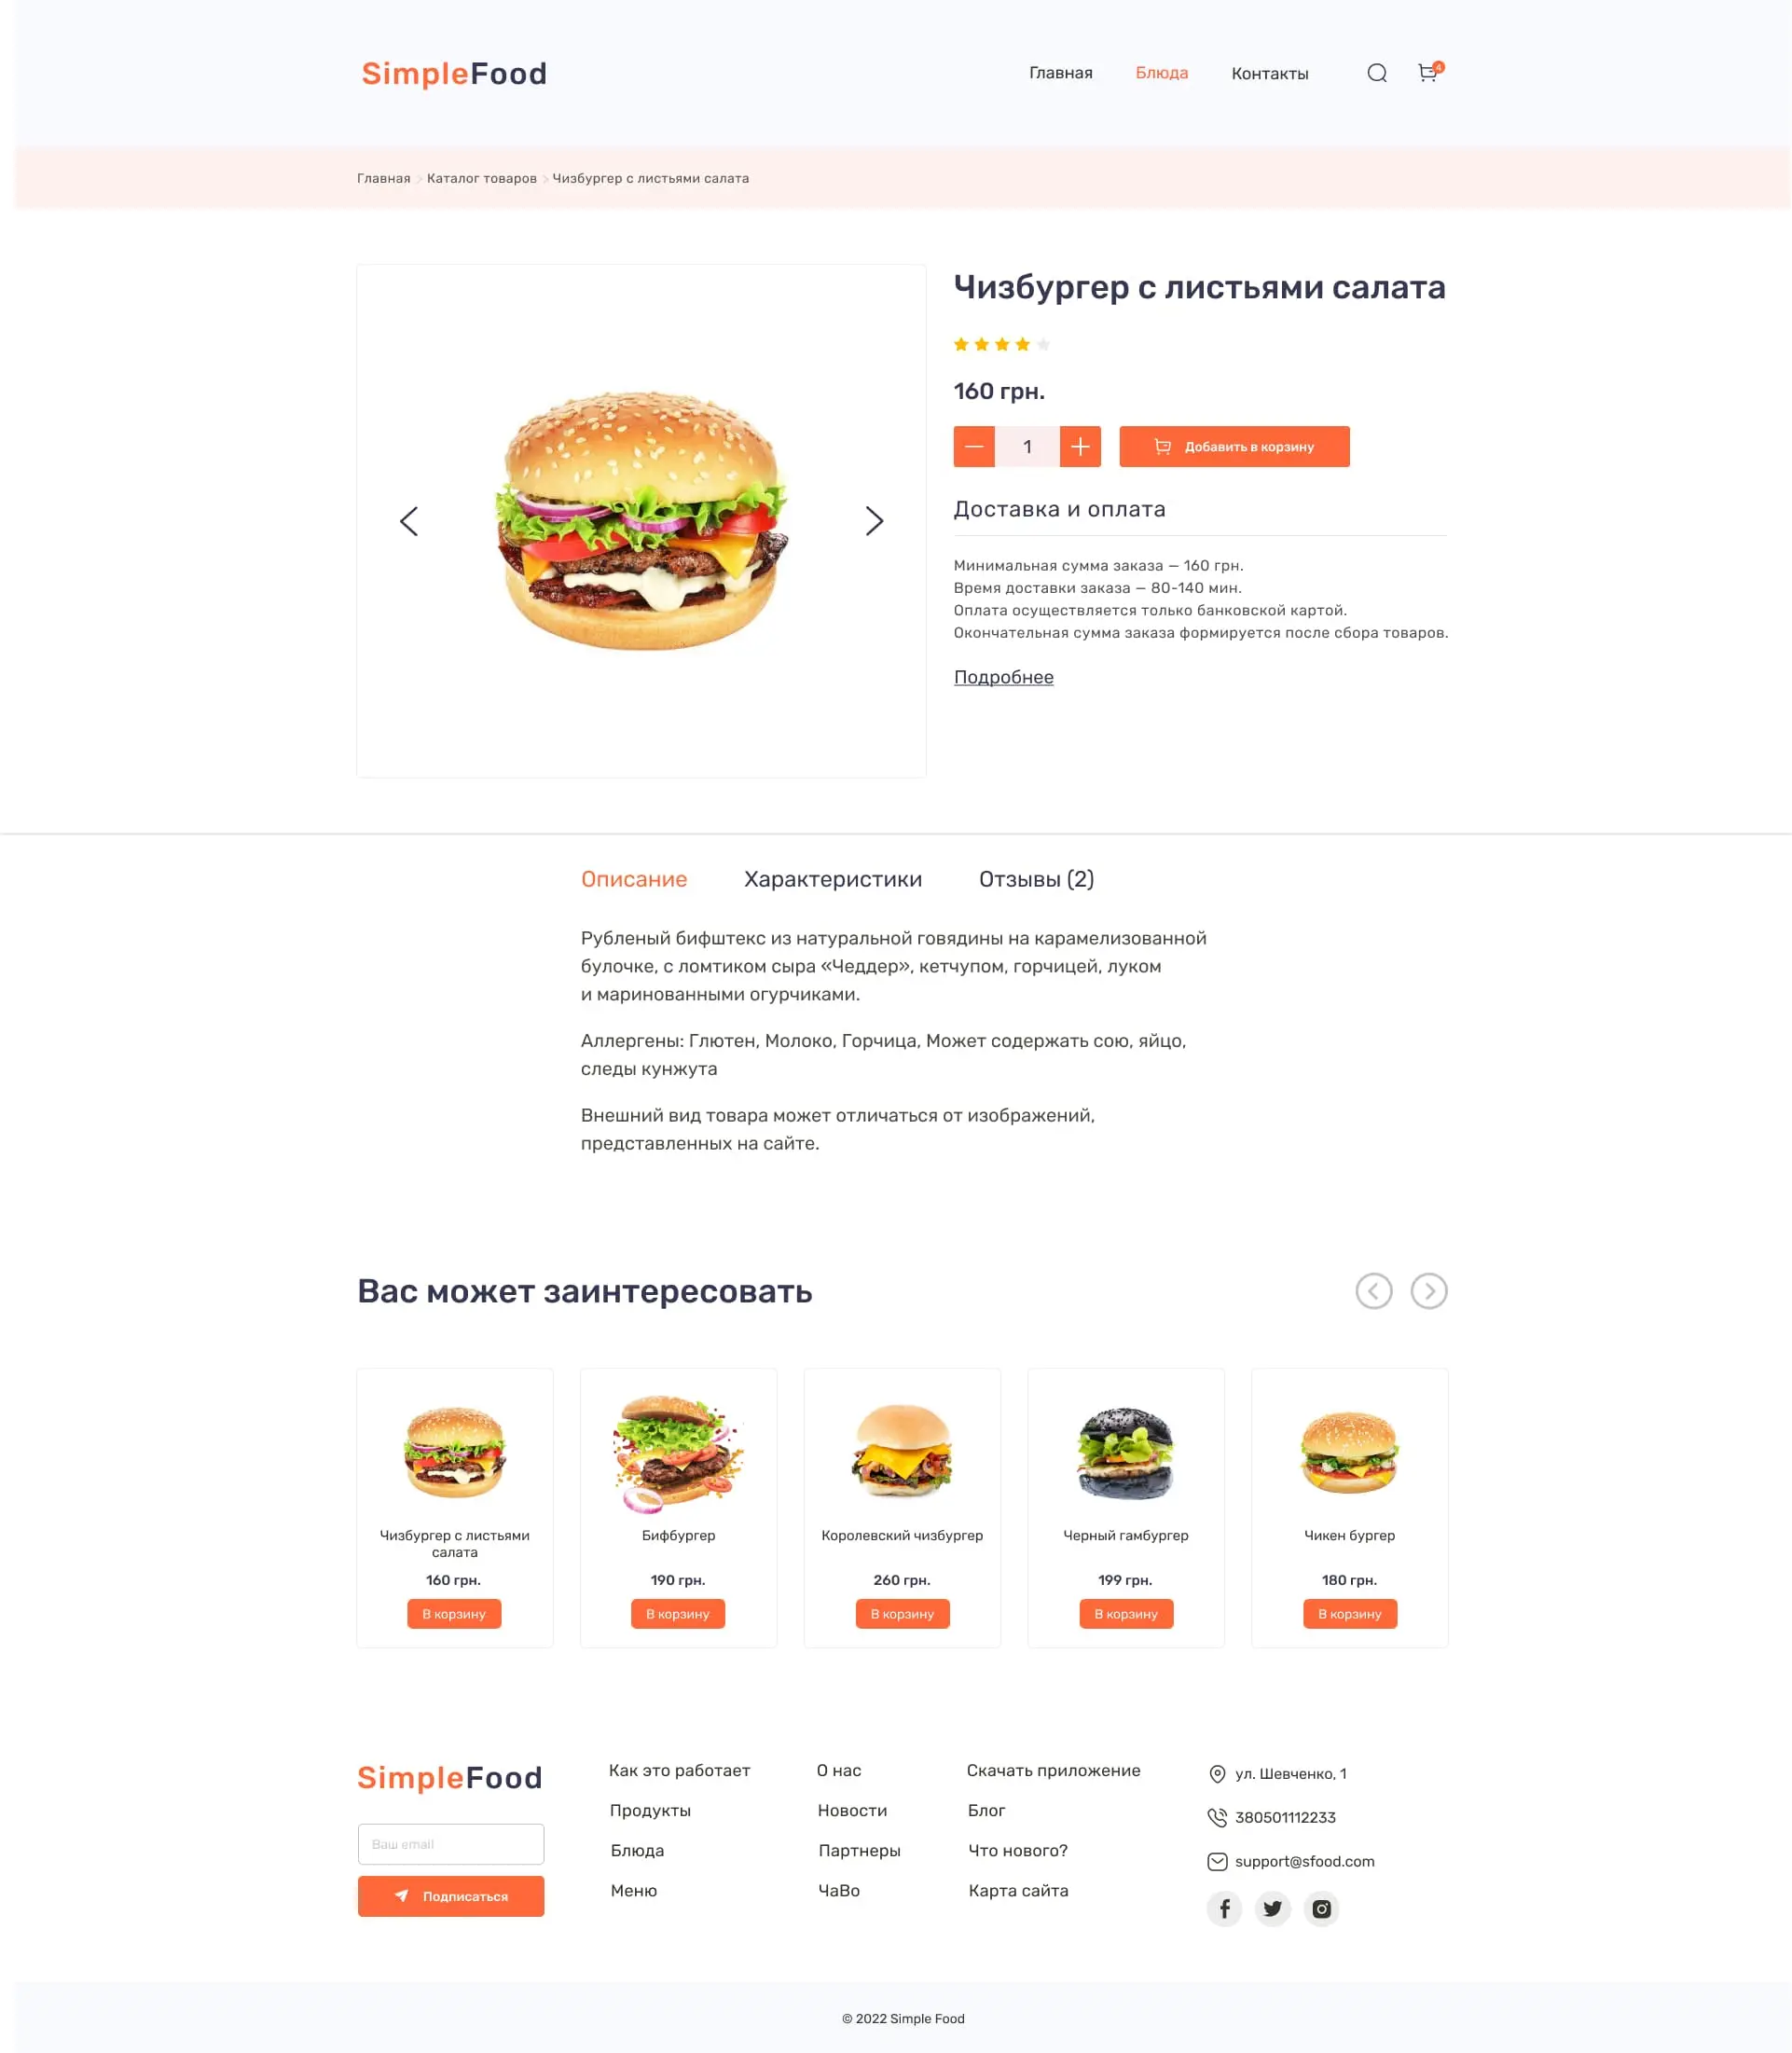 SimpleFood
Главная Блюда Контакты
4
Главная > Каталог товаров > Чизбургер с листьями салата
Чизбургер с листьями салата
160 грн.
1
Добавить в корзину
Доставка и оплата
Минимальная сумма заказа — 160 грн.
Время доставки заказа — 80-140 мин.
Оплата осуществляется только банковской картой.
Окончательная сумма заказа формируется после сбора товаров.
Подробнее
Описание Характеристики Отзывы (2)
Рубленый бифштекс из натуральной говядины на карамелизованной
булочке, с ломтиком сыра «Чеддер», кетчупом, горчицей, луком
и маринованными огурчиками.
Аллергены: Глютен, Молоко, Горчица, Может содержать сою, яйцо,
следы кунжута
Внешний вид товара может отличаться от изображений,
представленных на сайте.
Вас может заинтересовать
Чизбургер с листьями
салата
160 грн.
В корзину
Бифбургер
190 грн.
В корзину
Королевский чизбургер
260 грн.
В корзину
Черный гамбургер
199 грн.
В корзину
Чикен бургер
180 грн.
В корзину
SimpleFood
Ваш email
Подписаться
Как это работает
Продукты
Блюда
Меню
О нас
Новости
Партнеры
ЧаВо
Скачать приложение
Блог
Что нового?
Карта сайта
ул. Шевченко, 1
380501112233
support@sfood.com
© 2022 Simple Food